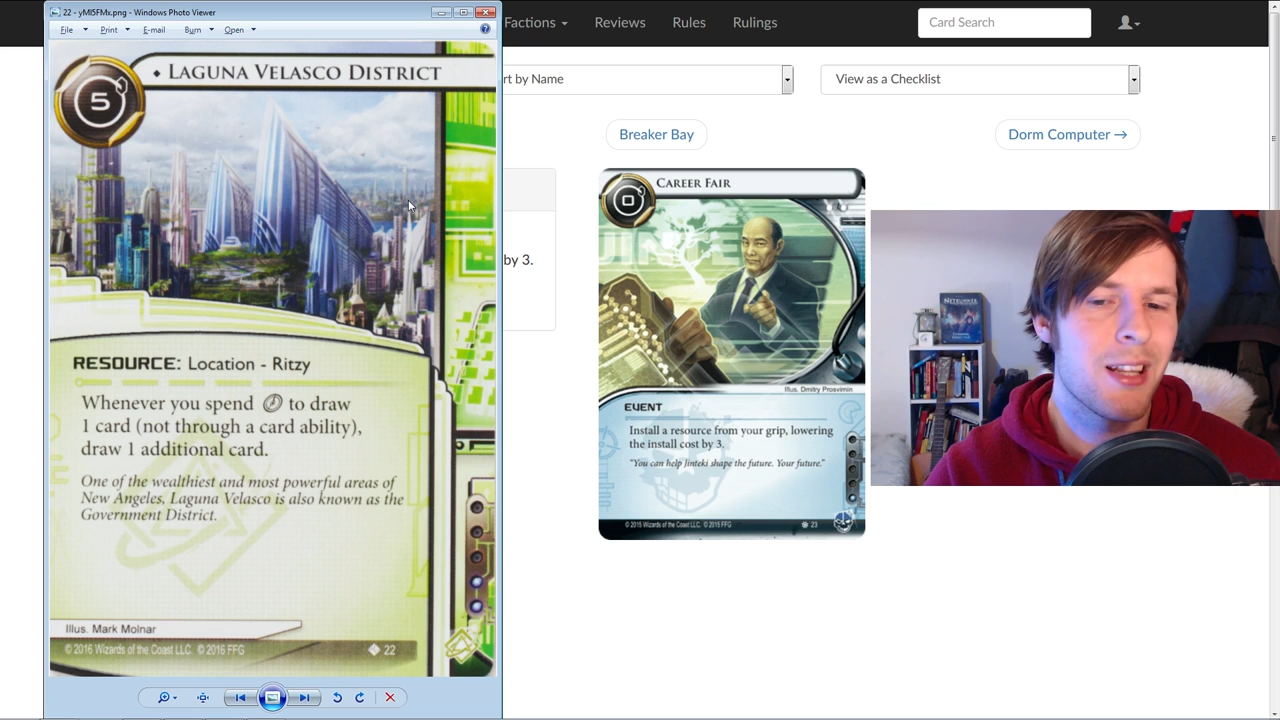 22 - yMI5FMx.png - Windows Photo Viewer
File Print E-mail Burn Open
Factions Reviews Rules Rulings Card Search
rt by Name
View as a Checklist
Breaker Bay
Dorm Computer →
by 3.
5
LAGUNA VELASCO DISTRICT
RESOURCE: Location - Ritzy
Whenever you spend to draw
1 card (not through a card ability),
draw 1 additional card.
One of the wealthiest and most powerful areas of
New Angeles, Laguna Velasco is also known as the
Government District.
Illus. Mark Molnar
© 2016 Wizards of the Coast LLC. © 2016 FFG
22
0
CAREER FAIR
Illus. Dmitry Prosvirnin
EVENT
Install a resource from your grip, lowering
the install cost by 3.
"You can help Jinteki shape the future. Your future."
© 2015 Wizards of the Coast LLC. © 2015 FFG
23
NETRUNNER